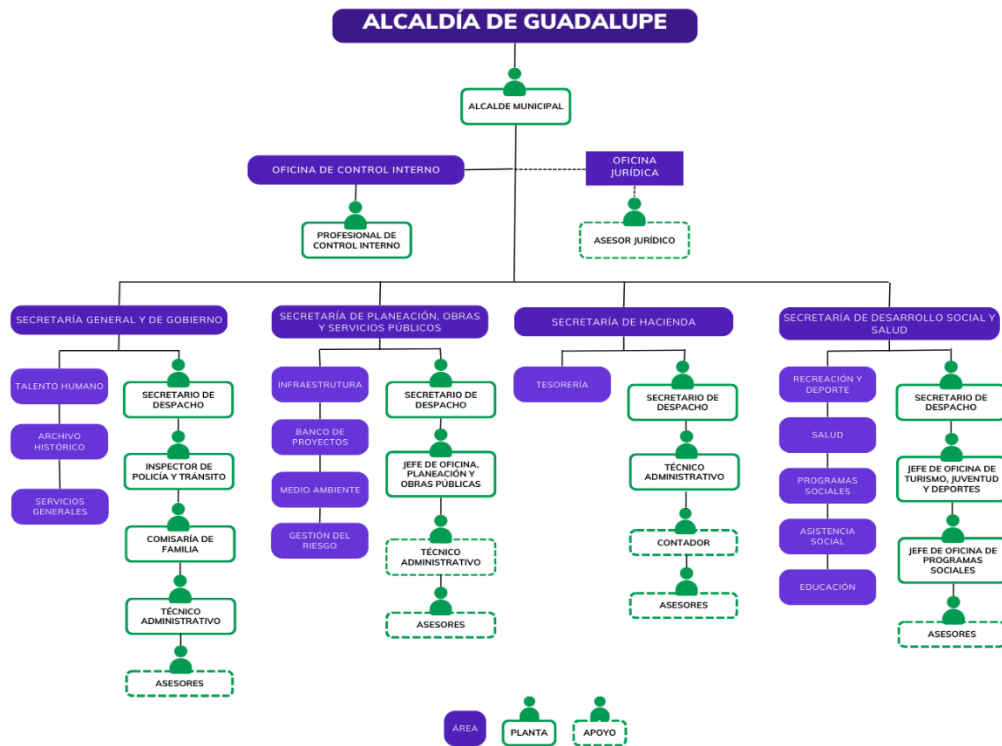 ALCALDÍA DE GUADALUPE
ALCALDE MUNICIPAL
OFICINA DE CONTROL INTERNO
OFICINA
JURÍDICA
PROFESIONAL DE
CONTROL INTERNO
ASESOR JURÍDICO
SECRETARÍA GENERAL Y DE GOBIERNO
TALENTO HUMANO
ARCHIVO
HISTÓRICO
SERVICIOS
GENERALES
SECRETARIO DE
DESPACHO
INSPECTOR DE
POLICÍA Y TRÁNSITO
COMISARÍA DE
FAMILIA
TÉCNICO
ADMINISTRATIVO
ASESORES
SECRETARÍA DE PLANEACIÓN, OBRAS
Y SERVICIOS PÚBLICOS
INFRAESTRUTURA
BANCO DE
PROYECTOS
MEDIO AMBIENTE
GESTIÓN DEL
RIESGO
SECRETARIO DE
DESPACHO
JEFE DE OFICINA,
PLANEACIÓN Y
OBRAS PÚBLICAS
TÉCNICO
ADMINISTRATIVO
ASESORES
SECRETARÍA DE HACIENDA
TESORERÍA
SECRETARIO DE
DESPACHO
TÉCNICO
ADMINISTRATIVO
CONTADOR
ASESORES
SECRETARÍA DE DESARROLLO SOCIAL Y
SALUD
RECREACIÓN Y
DEPORTE
SALUD
PROGRAMAS
SOCIALES
ASISTENCIA
SOCIAL
EDUCACIÓN
SECRETARIO DE
DESPACHO
JEFE DE OFICINA DE
TURISMO, JUVENTUD
Y DEPORTES
JEFE DE OFICINA DE
PROGRAMAS
SOCIALES
ASESORES
ÁREA
PLANTA
APOYO